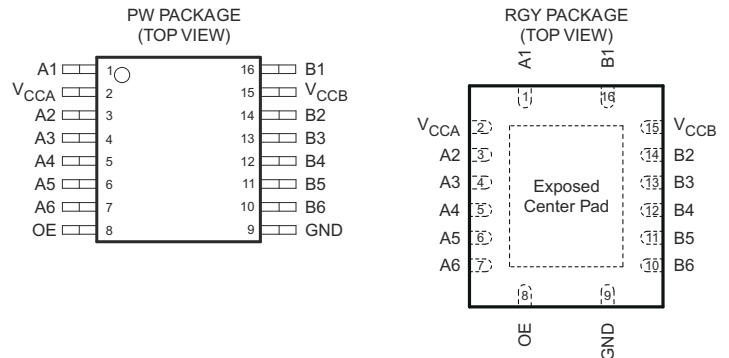 PW PACKAGE
(TOP VIEW)
A1 1 16 B1
VCCA 2 15 VCCB
A2 3 14 B2
A3 4 13 B3
A4 5 12 B4
A5 6 11 B5
A6 7 10 B6
OE 8 9 GND
RGY PACKAGE
(TOP VIEW)
A1 B1
1 16
VCCA 2 15 VCCB
A2 3 14 B2
A3 4 13 B3
A4 5 12 B4
A5 6 11 B5
A6 7 10 B6
Exposed
Center Pad
8 9
OE GND